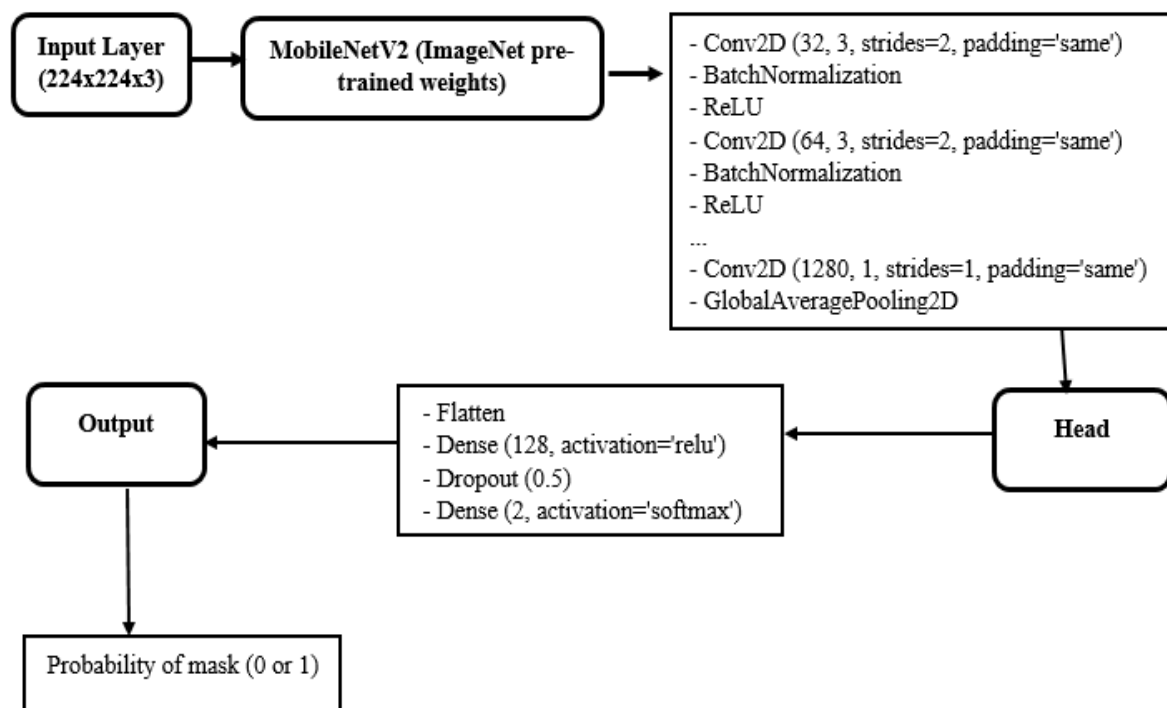 Input Layer
(224x224x3)
MobileNetV2 (ImageNet pre-
trained weights)
- Conv2D (32, 3, strides=2, padding='same')
- BatchNormalization
- ReLU
- Conv2D (64, 3, strides=2, padding='same')
- BatchNormalization
- ReLU
...
- Conv2D (1280, 1, strides=1, padding='same')
- GlobalAveragePooling2D
Head
- Flatten
- Dense (128, activation='relu')
- Dropout (0.5)
- Dense (2, activation='softmax')
Output
Probability of mask (0 or 1)